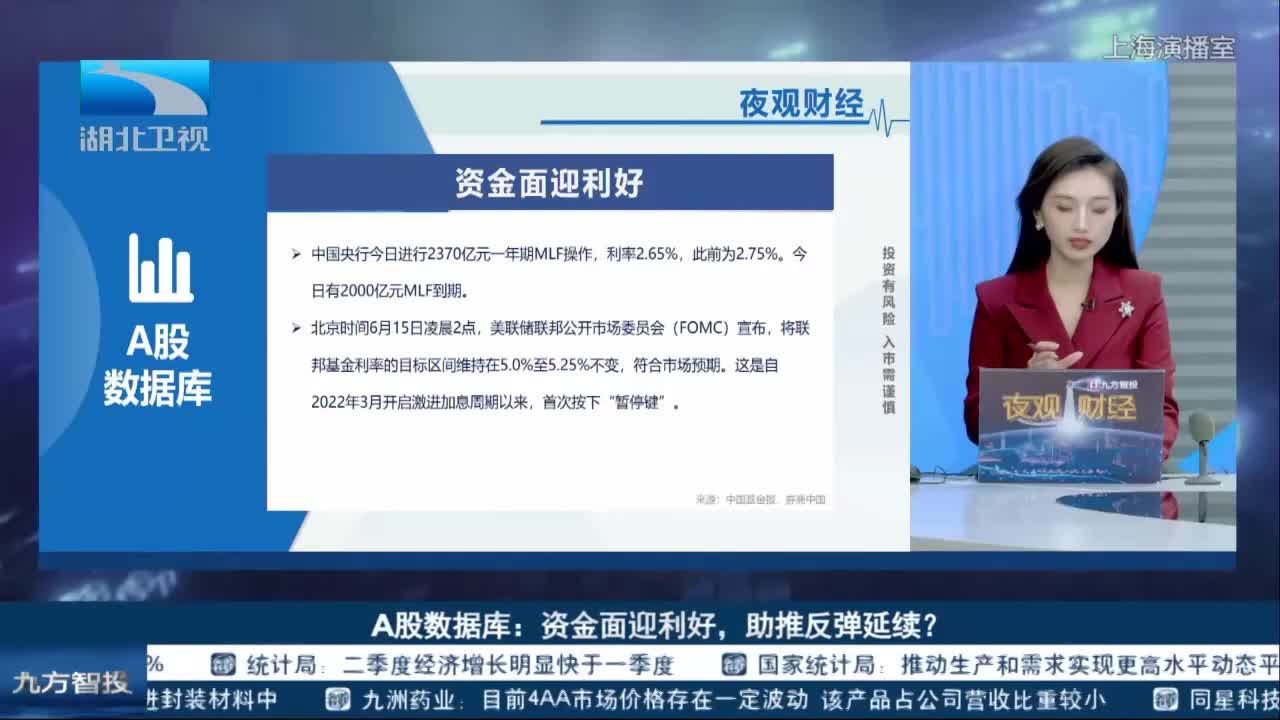 上海演播室
湖北卫视
夜观财经
资金面迎利好
A股
数据库
➢ 中国央行今日进行2370亿元一年期MLF操作，利率2.65%，此前为2.75%。今
日有2000亿元MLF到期。
➢ 北京时间6月15日凌晨2点，美联储联邦公开市场委员会（FOMC）宣布，将联
邦基金利率的目标区间维持在5.0%至5.25%不变，符合市场预期。这是自
2022年3月开启激进加息周期以来，首次按下“暂停键”。
来源：中国基金报、券商中国
投资有风险 入市需谨慎
九方智投
夜观财经
A股数据库：资金面迎利好，助推反弹延续？
% 统计局：二季度经济增长明显快于一季度 国家统计局：推动生产和需求实现更高水平动态平
九方智投
封装材料中 九洲药业：目前4AA市场价格存在一定波动 该产品占公司营收比重较小 同星科技